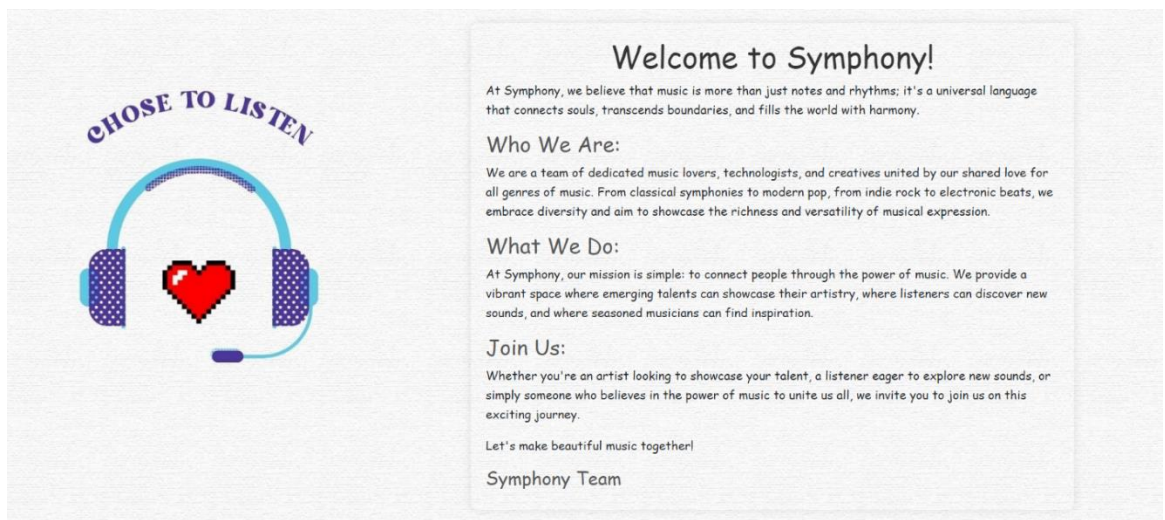 CHOSE TO LISTEN
Welcome to Symphony!
At Symphony, we believe that music is more than just notes and rhythms; it's a universal language
that connects souls, transcends boundaries, and fills the world with harmony.
Who We Are:
We are a team of dedicated music lovers, technologists, and creatives united by our shared love for
all genres of music. From classical symphonies to modern pop, from indie rock to electronic beats, we
embrace diversity and aim to showcase the richness and versatility of musical expression.
What We Do:
At Symphony, our mission is simple: to connect people through the power of music. We provide a
vibrant space where emerging talents can showcase their artistry, where listeners can discover new
sounds, and where seasoned musicians can find inspiration.
Join Us:
Whether you're an artist looking to showcase your talent, a listener eager to explore new sounds, or
simply someone who believes in the power of music to unite us all, we invite you to join us on this
exciting journey.
Let's make beautiful music together!
Symphony Team